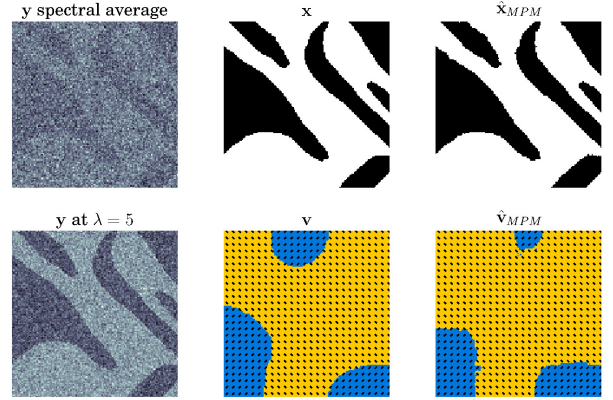 y spectral average
x
x̂_MPM
y at λ = 5
v
v̂_MPM